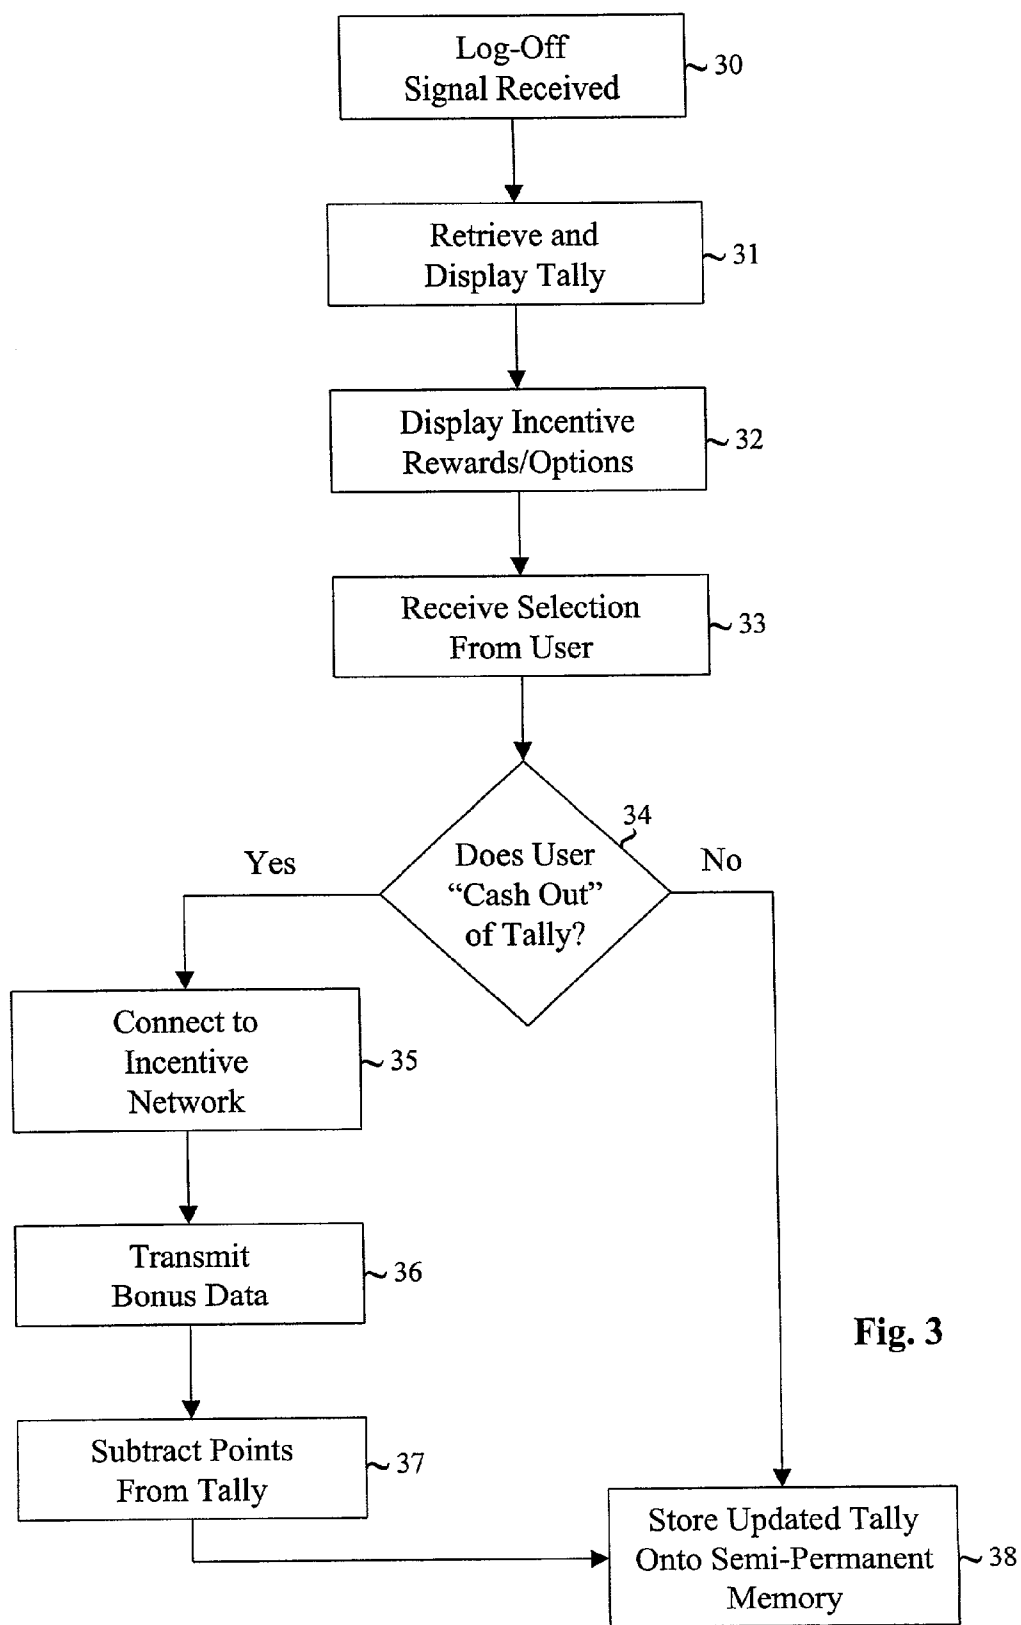 Log-Off
Signal Received
30
Retrieve and
Display Tally
31
Display Incentive
Rewards/Options
32
Receive Selection
From User
33
34
Does User
“Cash Out”
of Tally?
Yes
No
Connect to
Incentive
Network
35
Transmit
Bonus Data
36
Fig. 3
Subtract Points
From Tally
37
Store Updated Tally
Onto Semi-Permanent
Memory
38